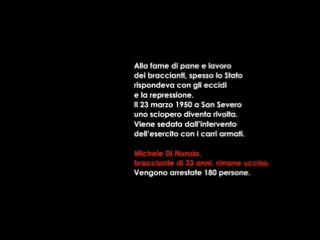 Alla fame di pane e lavoro
dei braccianti, spesso lo Stato
rispondeva con gli eccidi
e la repressione.
Il 23 marzo 1950 a San Severo
uno sciopero diventa rivolta.
Viene sedata dall'intervento
dell'esercito con i carri armati.
Michele Di Nunzio,
bracciante di 33 anni, rimane ucciso.
Vengono arrestate 180 persone.